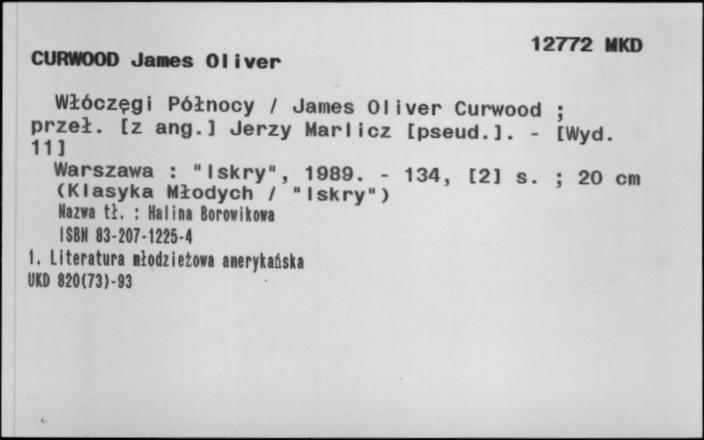 12772 MKD
CURWOOD James Oliver
Włóczęgi Północy / James Oliver Curwood ;
przeł. [z ang.] Jerzy Marlicz [pseud.]. - [Wyd.
11]
Warszawa : "Iskry", 1989. - 134, [2] s. ; 20 cm
(Klasyka Młodych / "Iskry")
Nazwa tł. : Halina Borowikowa
ISBN 83-207-1225-4
1. Literatura młodzieżowa amerykańska
UKD 820(73)-93